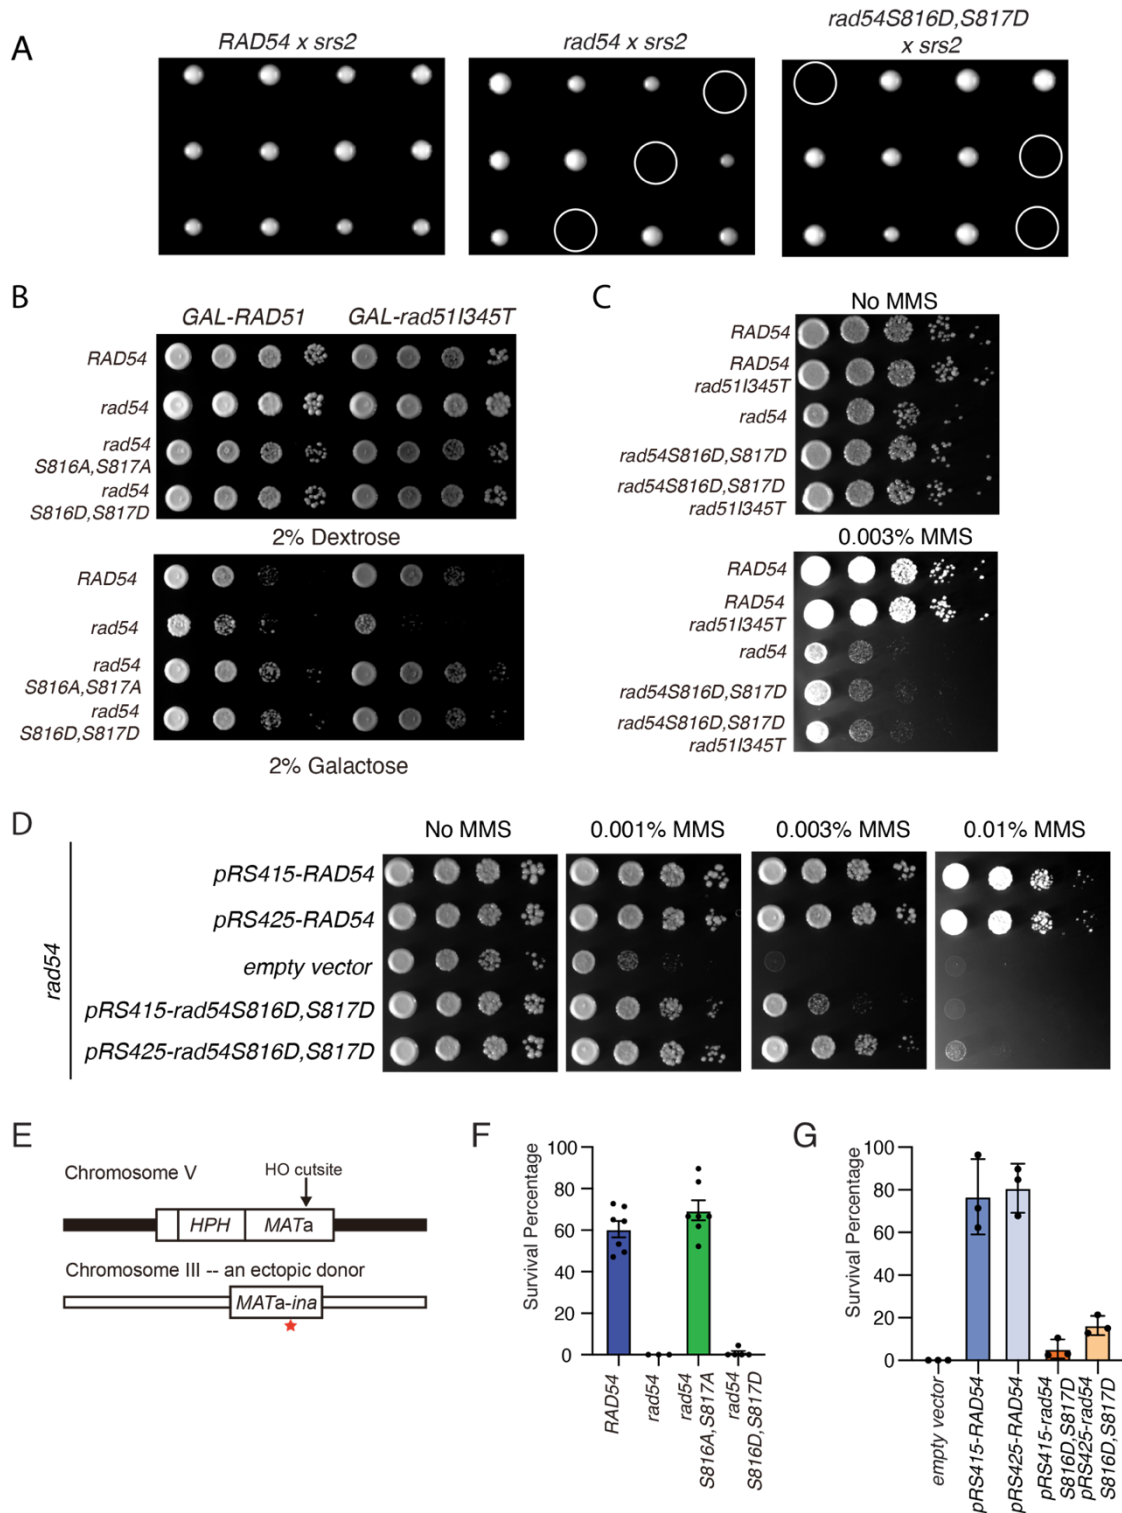 A
RAD54 x srs2
rad54 x srs2
rad54S816D,S817D
x srs2
B
GAL-RAD51
GAL-rad51I345T
RAD54
rad54
rad54
S816A,S817A
rad54
S816D,S817D
2% Dextrose
RAD54
rad54
rad54
S816A,S817A
rad54
S816D,S817D
2% Galactose
C
No MMS
RAD54
RAD54
rad51I345T
rad54
rad54S816D,S817D
rad54S816D,S817D
rad51I345T
0.003% MMS
RAD54
RAD54
rad51I345T
rad54
rad54S816D,S817D
rad54S816D,S817D
rad51I345T
D
No MMS
0.001% MMS
0.003% MMS
0.01% MMS
rad54
pRS415-RAD54
pRS425-RAD54
empty vector
pRS415-rad54S816D,S817D
pRS425-rad54S816D,S817D
E
Chromosome V
HO cutsite
HPH
MATa
Chromosome III -- an ectopic donor
MATa-ina
F
Survival Percentage
100
80
60
40
20
0
RAD54
rad54
rad54
S816A,S817A
rad54
S816D,S817D
G
Survival Percentage
100
80
60
40
20
0
empty vector
pRS415-RAD54
pRS425-RAD54
pRS415-rad54
S816D,S817D
pRS425-rad54
S816D,S817D